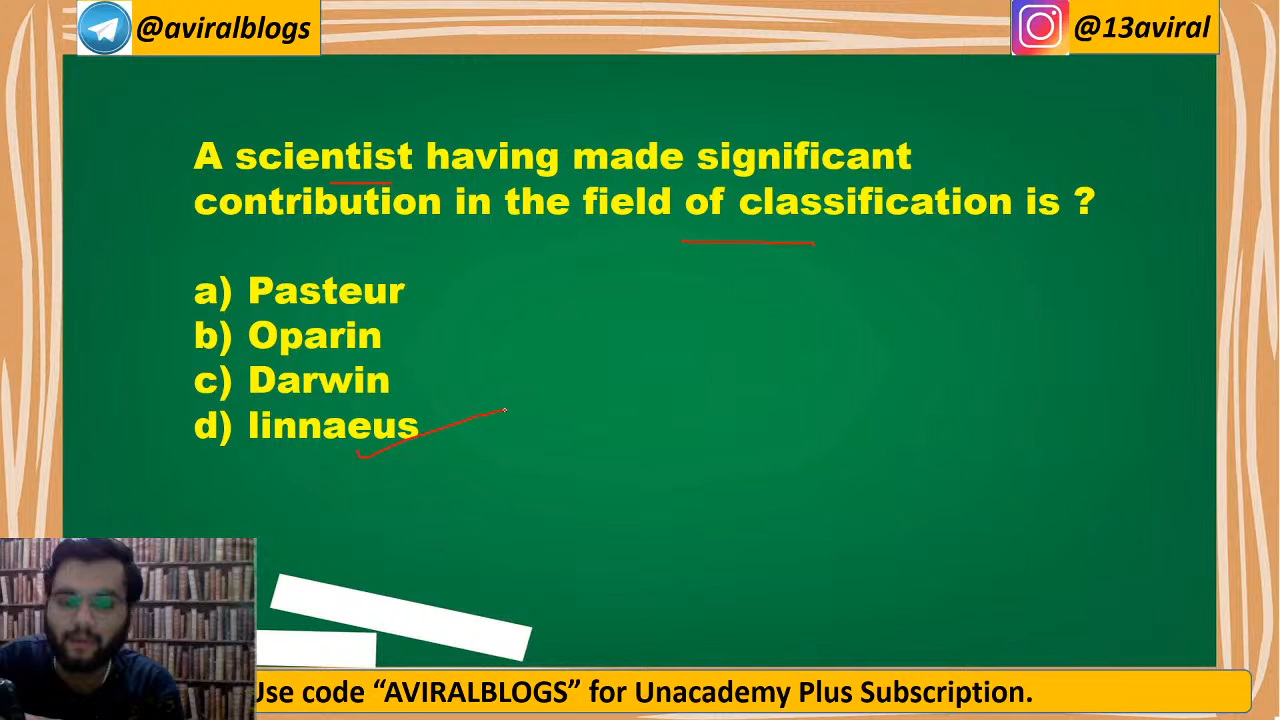 @aviralblogs
@13aviral
A scientist having made significant
contribution in the field of classification is ?
a) Pasteur
b) Oparin
c) Darwin
d) linnaeus
Use code “AVIRALBLOGS” for Unacademy Plus Subscription.